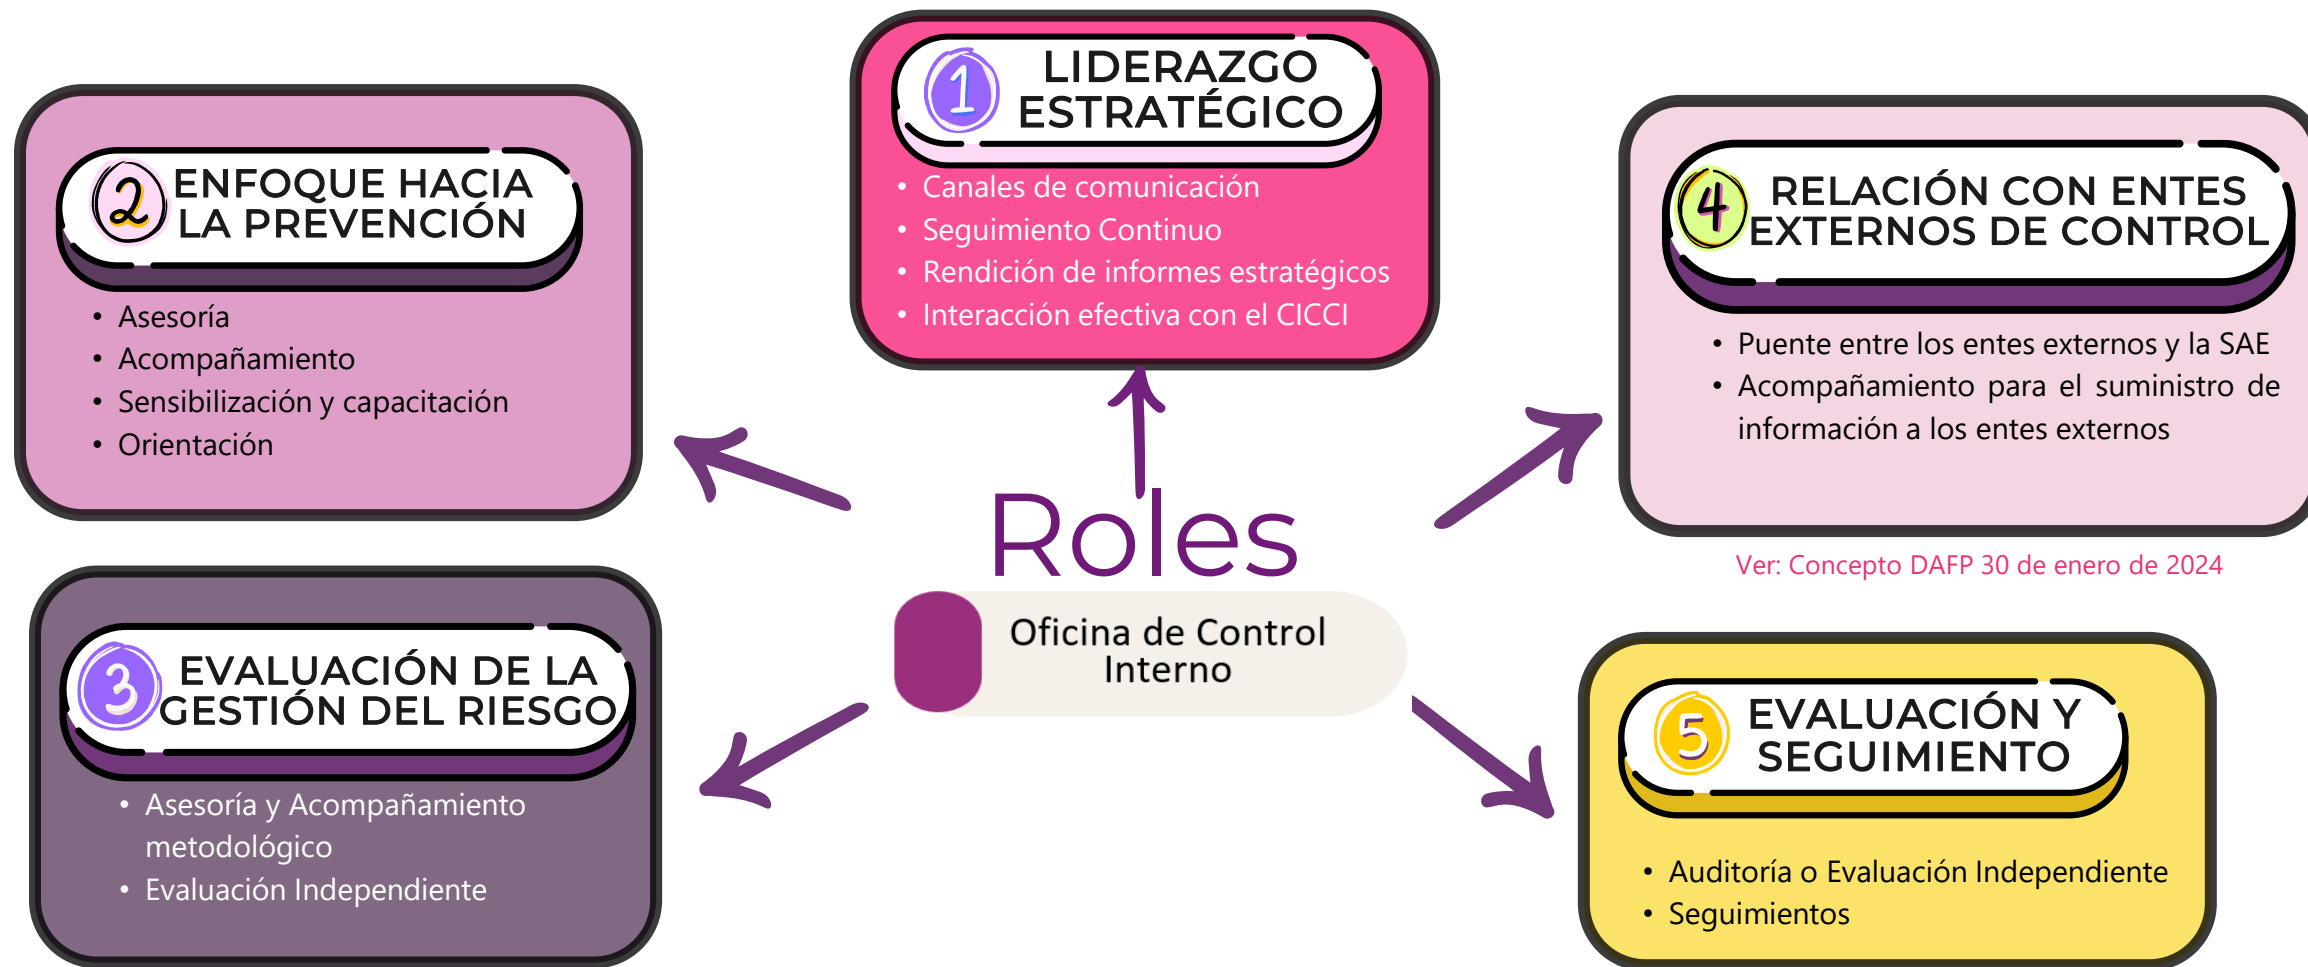 1
LIDERAZGO
ESTRATÉGICO
• Canales de comunicación
• Seguimiento Continuo
• Rendición de informes estratégicos
• Interacción efectiva con el CICCI
2
ENFOQUE HACIA
LA PREVENCIÓN
• Asesoría
• Acompañamiento
• Sensibilización y capacitación
• Orientación
3
EVALUACIÓN DE LA
GESTIÓN DEL RIESGO
• Asesoría y Acompañamiento
metodológico
• Evaluación Independiente
Roles
Oficina de Control
Interno
4
RELACIÓN CON ENTES
EXTERNOS DE CONTROL
• Puente entre los entes externos y la SAE
• Acompañamiento para el suministro de
información a los entes externos
Ver: Concepto DAFP 30 de enero de 2024
5
EVALUACIÓN Y
SEGUIMIENTO
• Auditoría o Evaluación Independiente
• Seguimientos